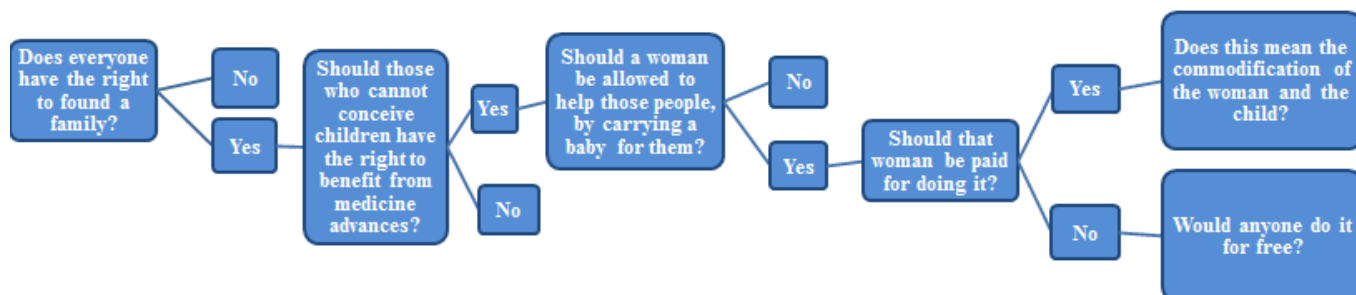 Does everyone
have the right
to found a
family?
No
Yes
Should those
who cannot
conceive
children have
the right to
benefit from
medicine
advances?
Yes
No
Should a woman
be allowed to
help those people,
by carrying a
baby for them?
No
Yes
Should that
woman be paid
for doing it?
Yes
No
Does this mean the
commodification of
the woman and the
child?
Would anyone do it
for free?